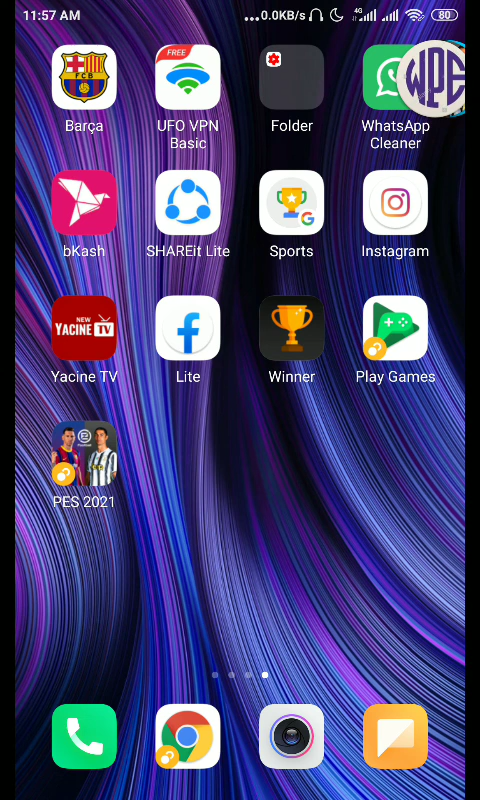 11:57 AM
...0.0KB/s
4G
80
FCB
FREE
WPE
Barça
UFO VPN
Basic
Folder
WhatsApp
Cleaner
bKash
SHAREit Lite
Sports
Instagram
NEW
YACINE TV
Yacine TV
Lite
Winner
Play Games
PES 2021